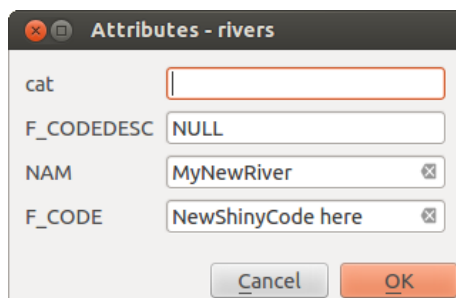 Attributes - rivers
cat
F_CODEDESC NULL
NAM MyNewRiver
F_CODE NewShinyCode here
Cancel OK